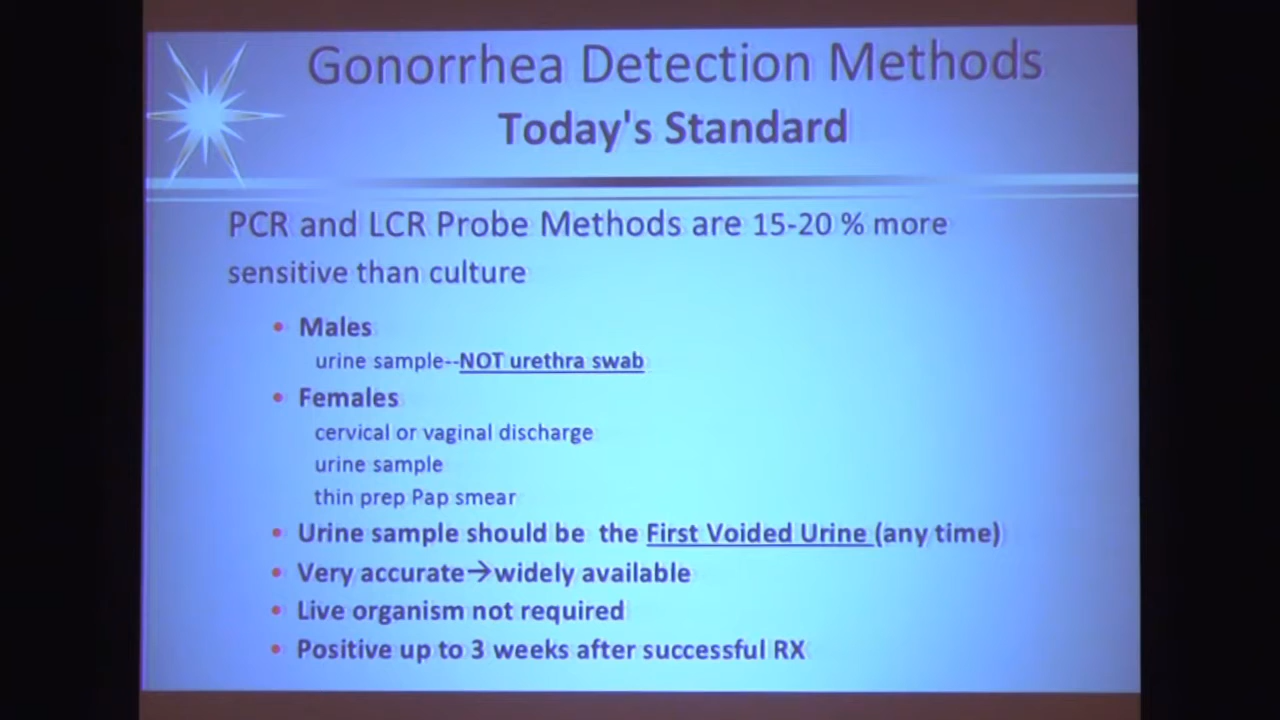 Gonorrhea Detection Methods
Today's Standard
PCR and LCR Probe Methods are 15-20 % more
sensitive than culture
• Males
urine sample--NOT urethra swab
• Females
cervical or vaginal discharge
urine sample
thin prep Pap smear
• Urine sample should be the First Voided Urine (any time)
• Very accurate→widely available
• Live organism not required
• Positive up to 3 weeks after successful RX